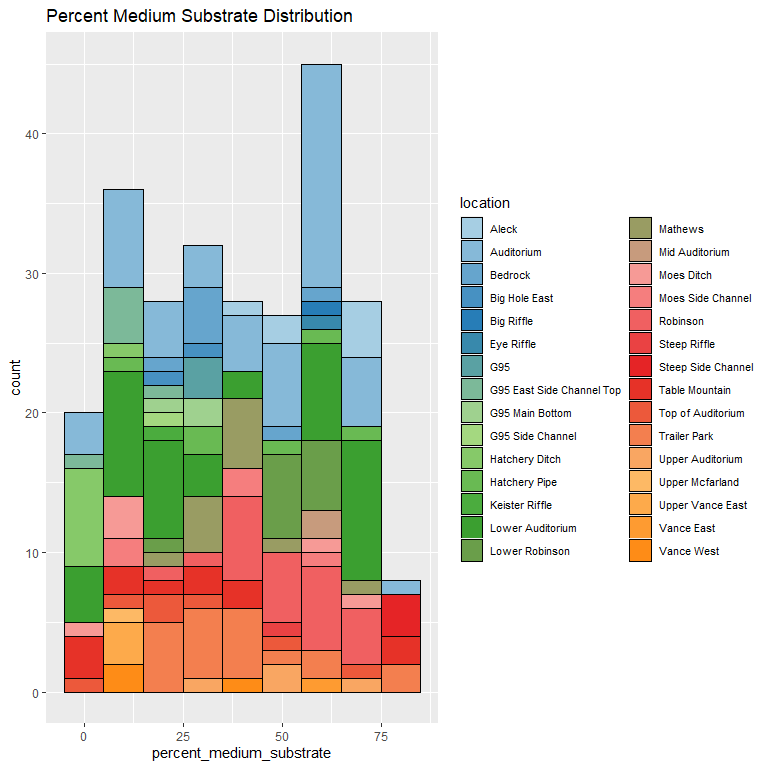 Percent Medium Substrate Distribution
count
40
30
20
10
0
0 25 50 75
percent_medium_substrate
location
Aleck
Auditorium
Bedrock
Big Hole East
Big Riffle
Eye Riffle
G95
G95 East Side Channel Top
G95 Main Bottom
G95 Side Channel
Hatchery Ditch
Hatchery Pipe
Keister Riffle
Lower Auditorium
Lower Robinson
Mathews
Mid Auditorium
Moes Ditch
Moes Side Channel
Robinson
Steep Riffle
Steep Side Channel
Table Mountain
Top of Auditorium
Trailer Park
Upper Auditorium
Upper Mcfarland
Upper Vance East
Vance East
Vance West